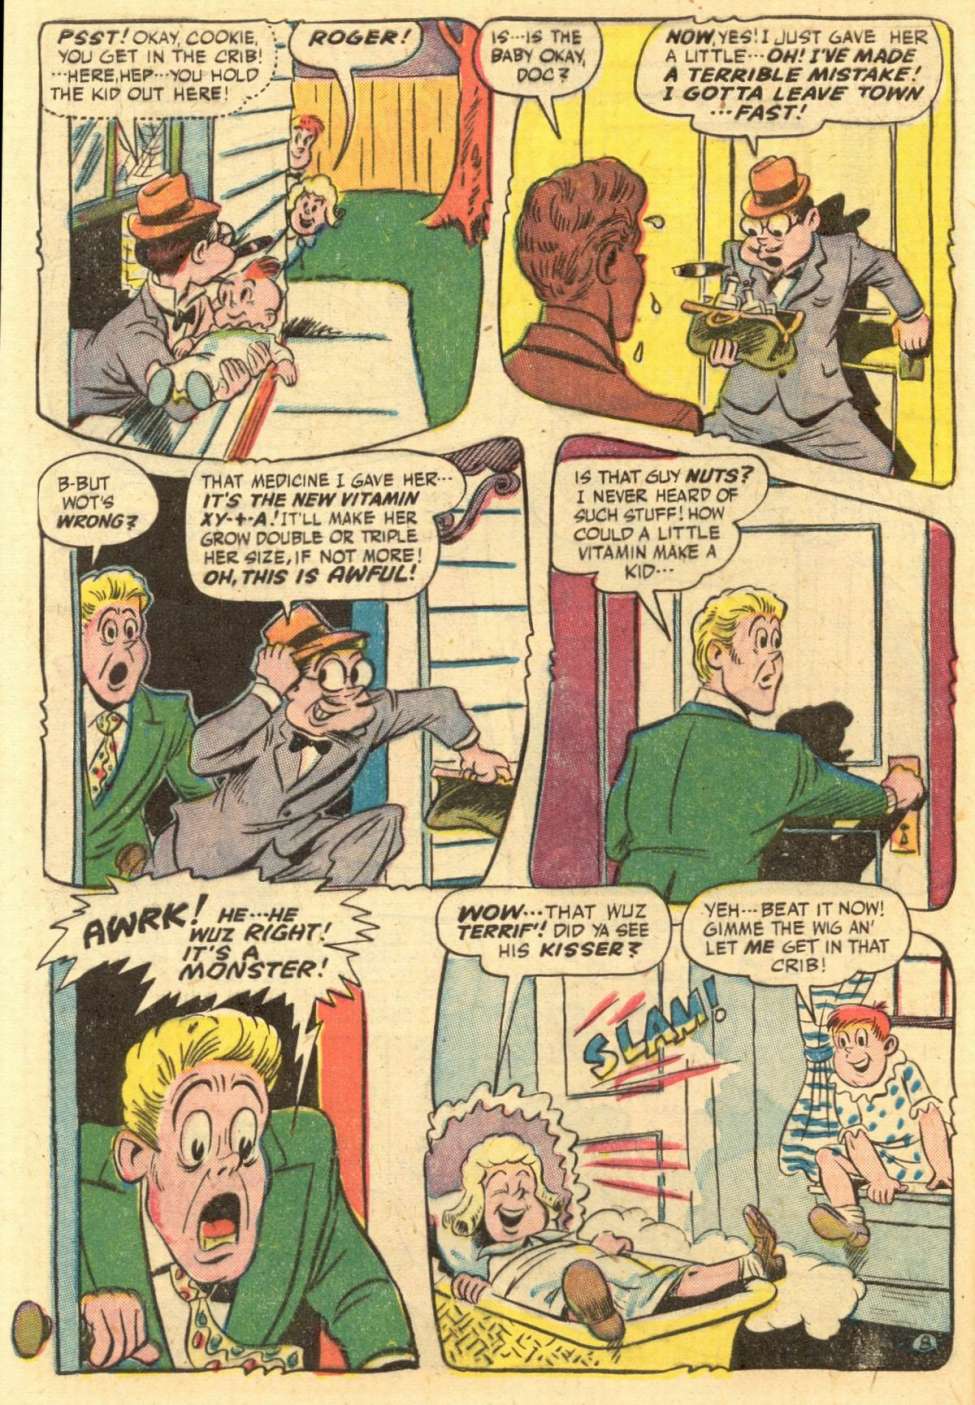 PSST! OKAY, COOKIE,
YOU GET IN THE CRIB!
...HERE, HEP...YOU HOLD
THE KID OUT HERE!
ROGER!
IS...IS THE
BABY OKAY,
DOC?
NOW, YES! I JUST GAVE HER
A LITTLE...OH! I'VE MADE
A TERRIBLE MISTAKE!
I GOTTA LEAVE TOWN
...FAST!
B-BUT
WOT'S
WRONG?
THAT MEDICINE I GAVE HER...
IT'S THE NEW VITAMIN
XY-+-A! IT'LL MAKE HER
GROW DOUBLE OR TRIPLE
HER SIZE, IF NOT MORE!
OH, THIS IS AWFUL!
IS THAT GUY NUTS?
I NEVER HEARD OF
SUCH STUFF! HOW
COULD A LITTLE
VITAMIN MAKE A
KID...
AWRK! HE...HE
WUZ RIGHT!
IT'S A
MONSTER!
WOW...THAT WUZ
TERRIF'! DID YA SEE
HIS KISSER?
YEH...BEAT IT NOW!
GIMME THE WIG AN'
LET ME GET IN THAT
CRIB!
SLAM!
8